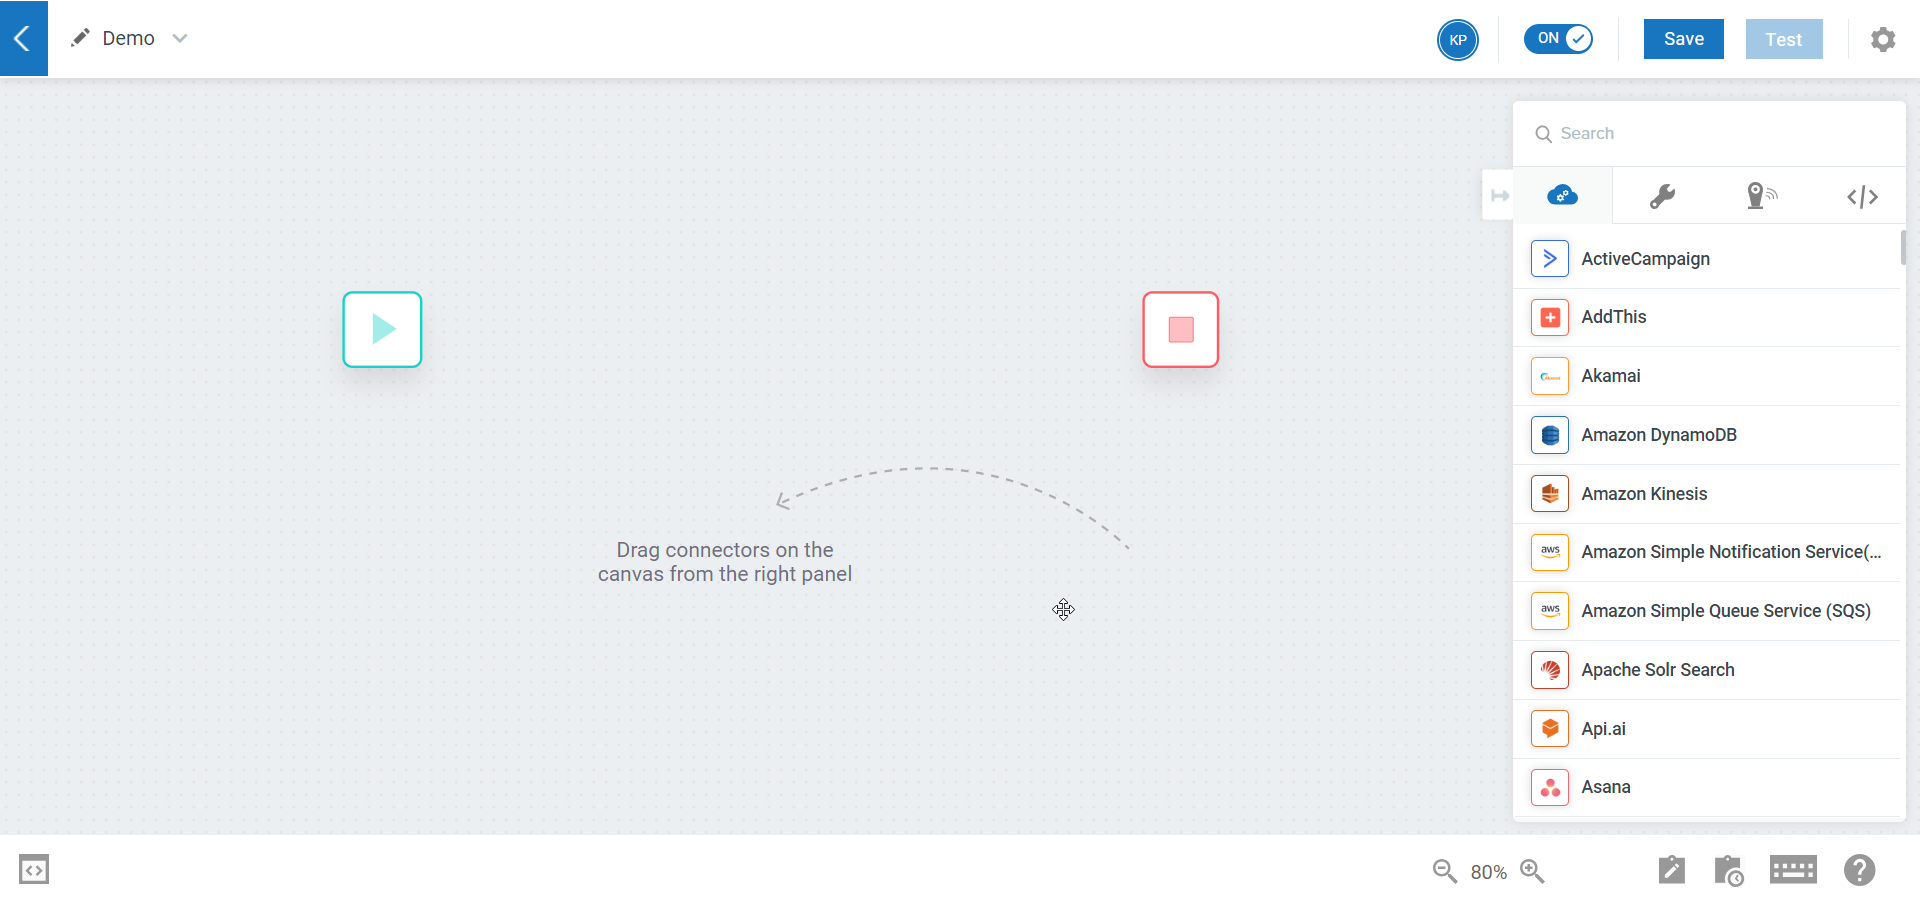 Demo
KP
ON
Save
Test
Search
ActiveCampaign
AddThis
Akamai
Amazon DynamoDB
Amazon Kinesis
aws
Amazon Simple Notification Service(...
aws
Amazon Simple Queue Service (SQS)
Apache Solr Search
Api.ai
Asana
Drag connectors on the
canvas from the right panel
80%